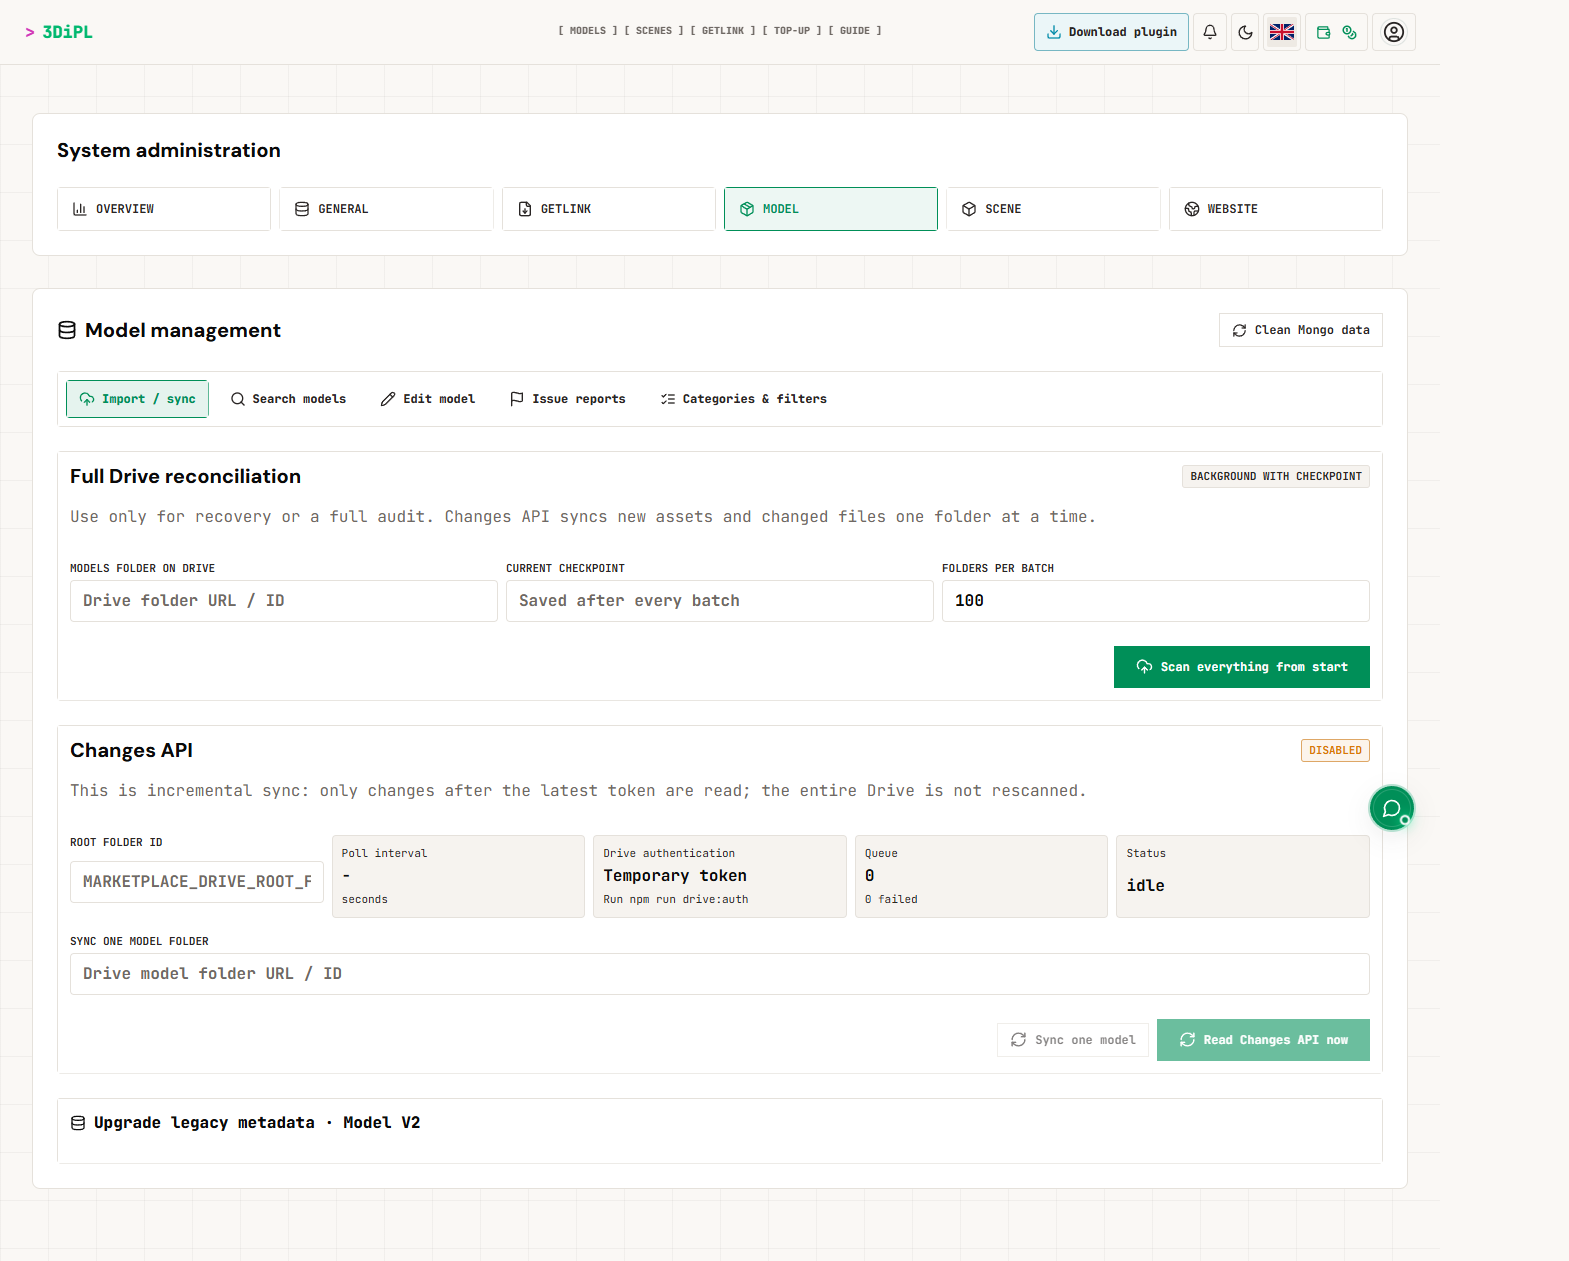 > 3DiPL
[ MODELS ] [ SCENES ] [ GETLINK ] [ TOP-UP ] [ GUIDE ]
Download plugin
System administration
OVERVIEW
GENERAL
GETLINK
MODEL
SCENE
WEBSITE
Model management
Clean Mongo data
Import / sync
Search models
Edit model
Issue reports
Categories & filters
Full Drive reconciliation
BACKGROUND WITH CHECKPOINT
Use only for recovery or a full audit. Changes API syncs new assets and changed files one folder at a time.
MODELS FOLDER ON DRIVE
CURRENT CHECKPOINT
FOLDERS PER BATCH
Drive folder URL / ID
Saved after every batch
100
Scan everything from start
Changes API
DISABLED
This is incremental sync: only changes after the latest token are read; the entire Drive is not rescanned.
ROOT FOLDER ID
MARKETPLACE_DRIVE_ROOT_F
Poll interval
-
seconds
Drive authentication
Temporary token
Run npm run drive:auth
Queue
0
0 failed
Status
idle
SYNC ONE MODEL FOLDER
Drive model folder URL / ID
Sync one model
Read Changes API now
Upgrade legacy metadata · Model V2